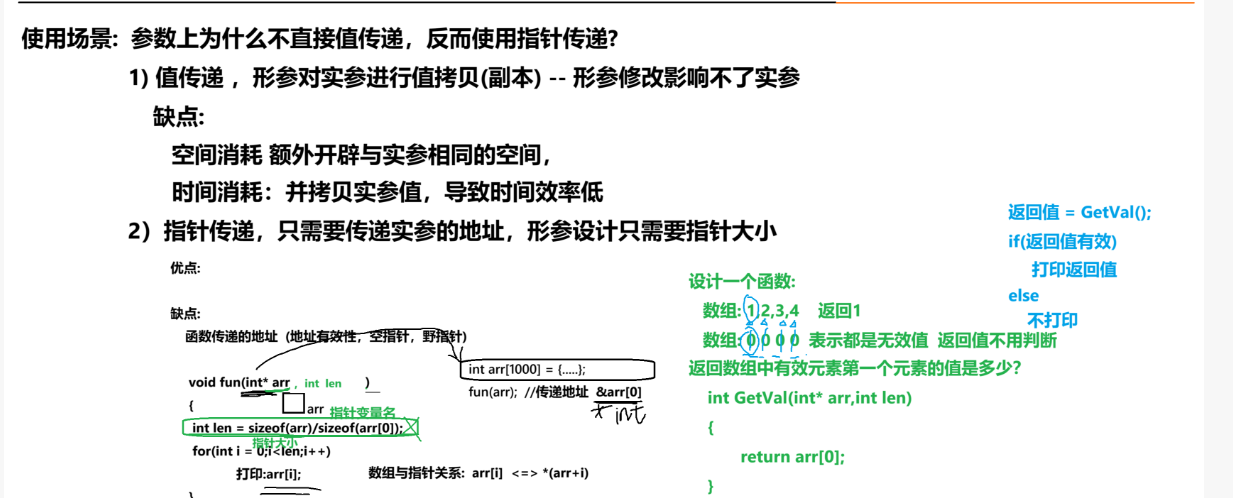 使用场景: 参数上为什么不直接值传递，反而使用指针传递?
1) 值传递 ，形参对实参进行值拷贝(副本) -- 形参修改影响不了实参
缺点:
空间消耗 额外开辟与实参相同的空间，
时间消耗：并拷贝实参值，导致时间效率低
2）指针传递，只需要传递实参的地址，形参设计只需要指针大小
优点:
缺点:
函数传递的地址（地址有效性，空指针，野指针)
void fun(int* arr , int len )
{
arr 指针变量名
int len = sizeof(arr)/sizeof(arr[0]);
指针大小
for(int i = 0;i<len;i++)
打印:arr[i];
}
int arr[1000] = {.....};
fun(arr); //传递地址 &arr[0]
* int
数组与指针关系: arr[i] <=> *(arr+i)
设计一个函数:
数组: 1,2,3,4 返回1
数组: 0 0 0 0 表示都是无效值 返回值不用判断
返回数组中有效元素第一个元素的值是多少?
int GetVal(int* arr,int len)
{
return arr[0];
}
返回值 = GetVal();
if(返回值有效)
打印返回值
else
不打印